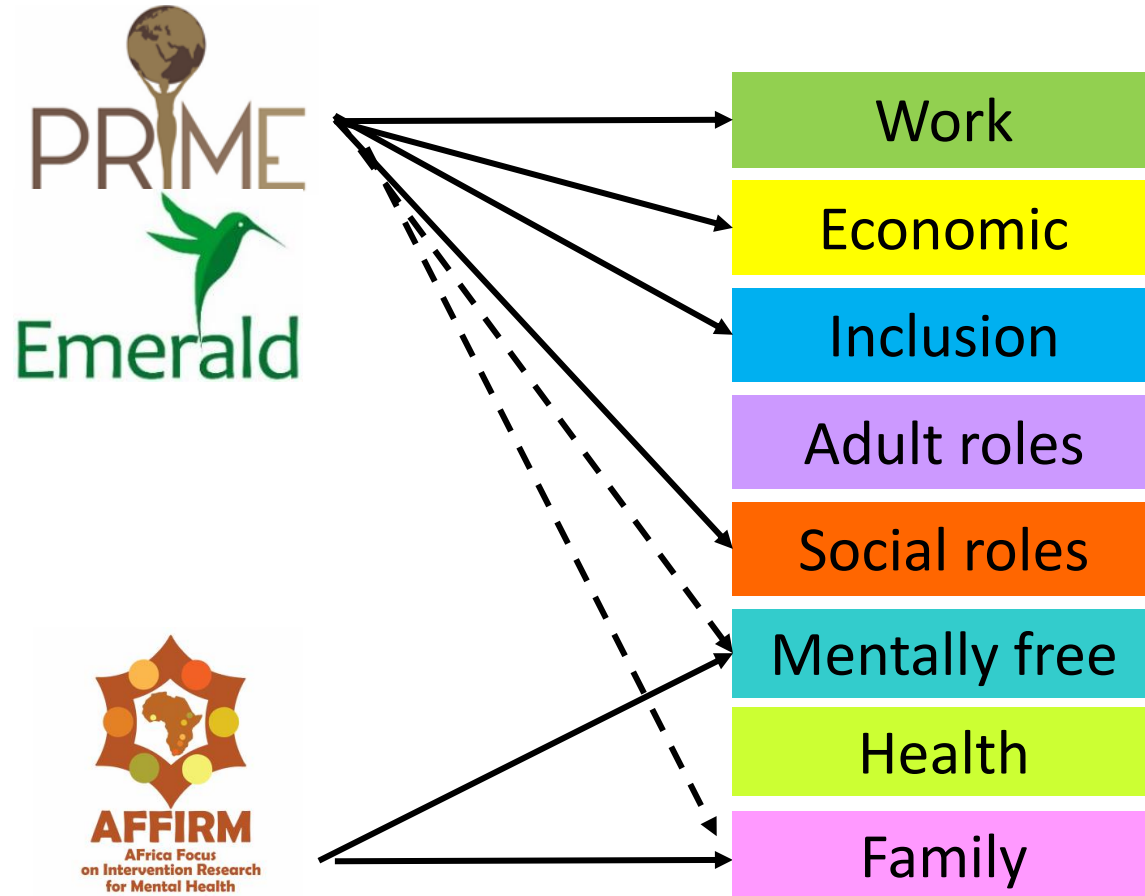 PRIME
Emerald
AFFIRM
AFrica Focus
on Intervention Research
for Mental Health
Work
Economic
Inclusion
Adult roles
Social roles
Mentally free
Health
Family